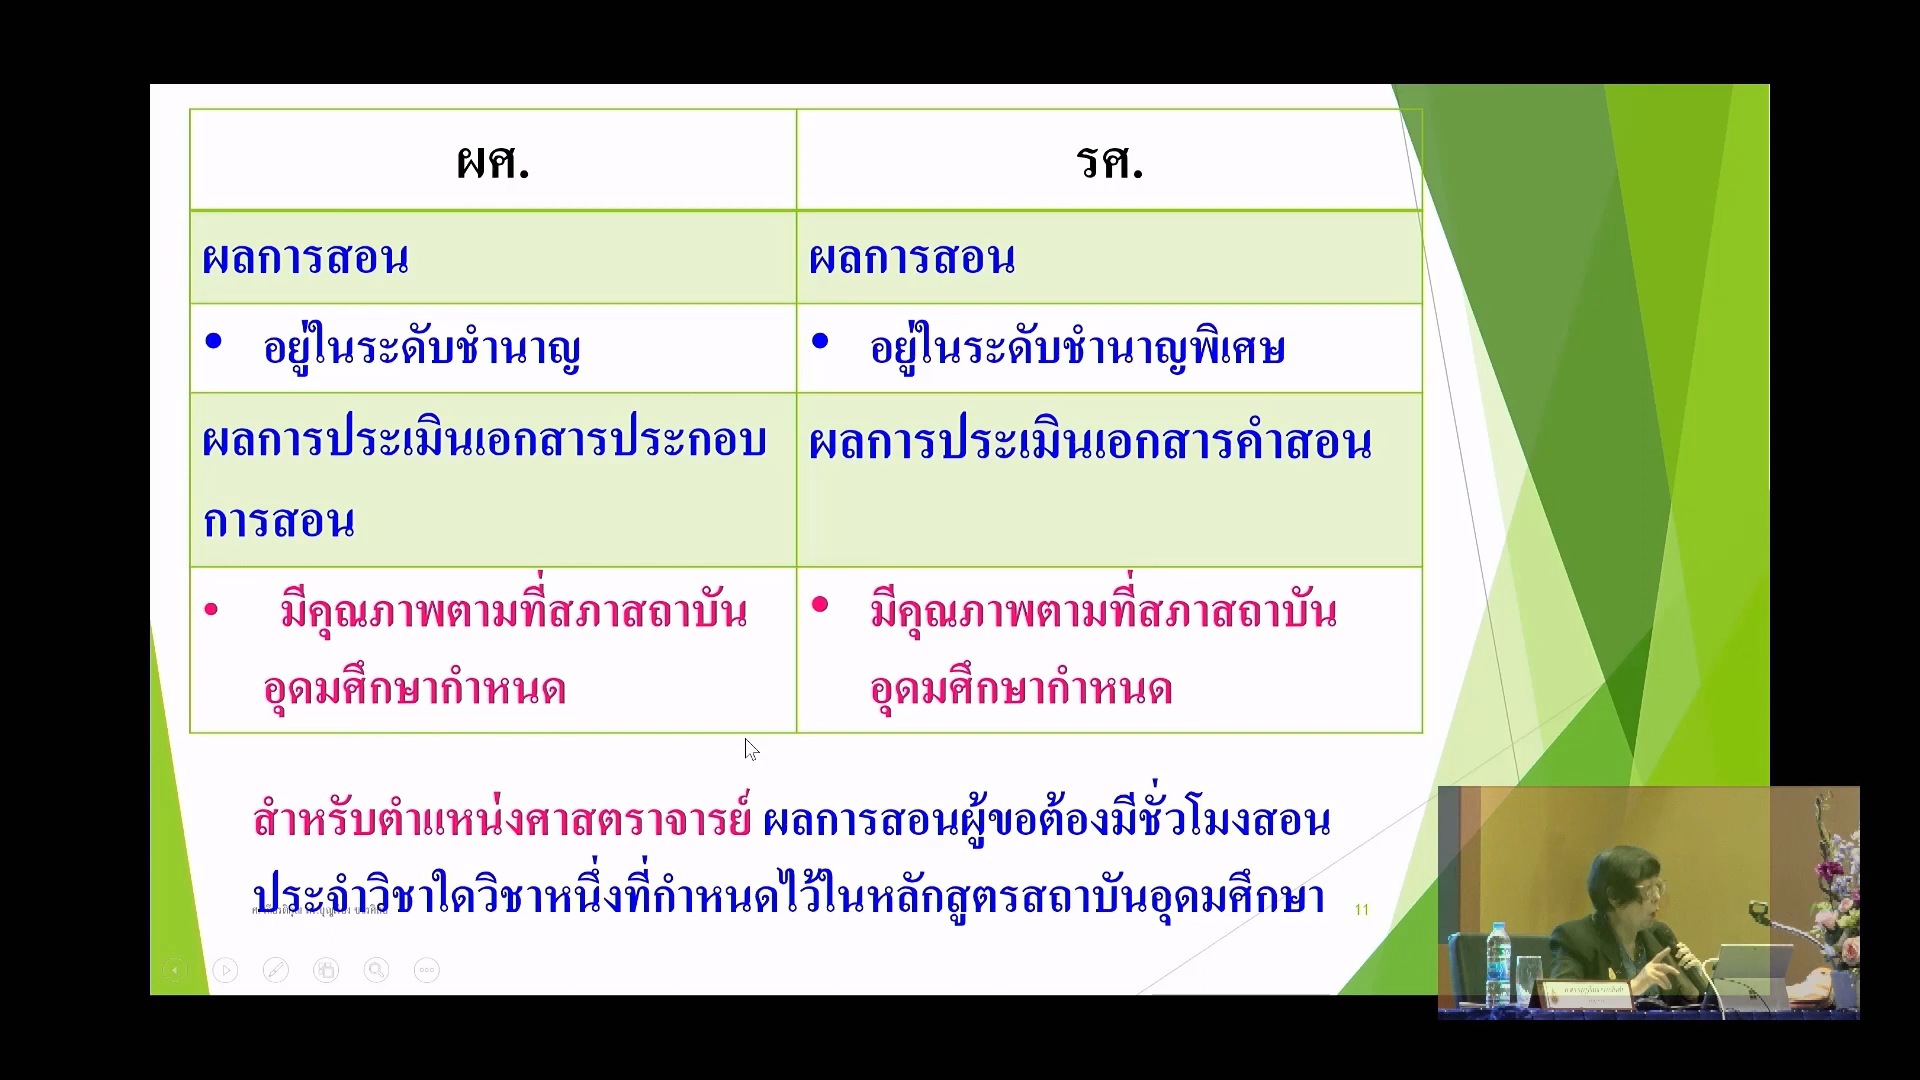 ผศ.
รศ.
ผลการสอน
ผลการสอน
• อยู่ในระดับชำนาญ
• อยู่ในระดับชำนาญพิเศษ
ผลการประเมินเอกสารประกอบ
การสอน
ผลการประเมินเอกสารคำสอน
• มีคุณภาพตามที่สภาสถาบัน
อุดมศึกษากำหนด
• มีคุณภาพตามที่สภาสถาบัน
อุดมศึกษากำหนด
สำหรับตำแหน่งศาสตราจารย์ ผลการสอนผู้ขอต้องมีชั่วโมงสอน
ประจำวิชาใดวิชาหนึ่งที่กำหนดไว้ในหลักสูตรสถาบันอุดมศึกษา
11